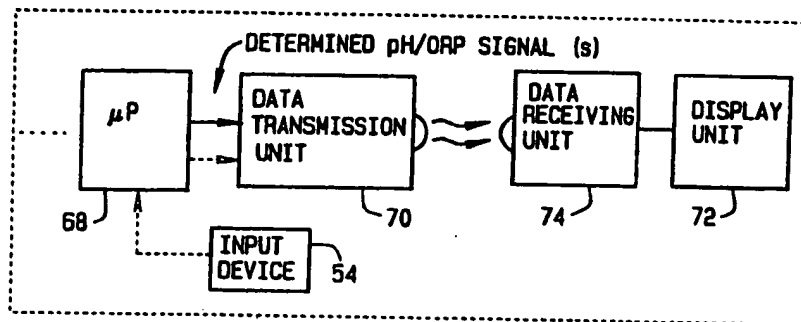 DETERMINED pH/ORP SIGNAL (s)
μP
DATA
TRANSMISSION
UNIT
DATA
RECEIVING
UNIT
DISPLAY
UNIT
68
70
74
72
INPUT
DEVICE
54